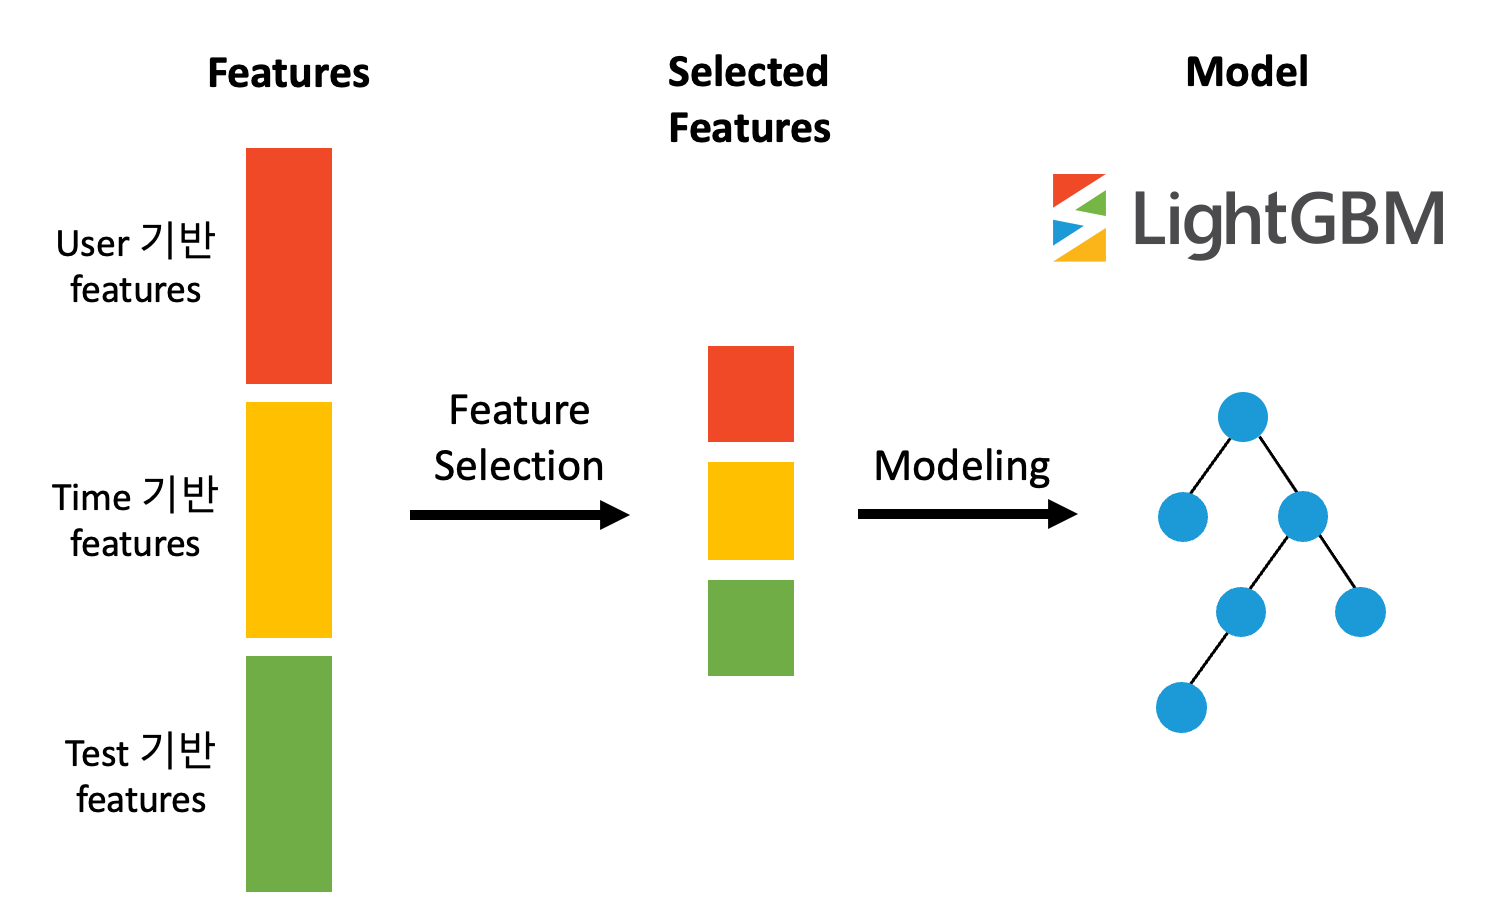 Features
Selected
Features
Model
LightGBM
User 기반
features
Time 기반
features
Test 기반
features
Feature
Selection
Modeling